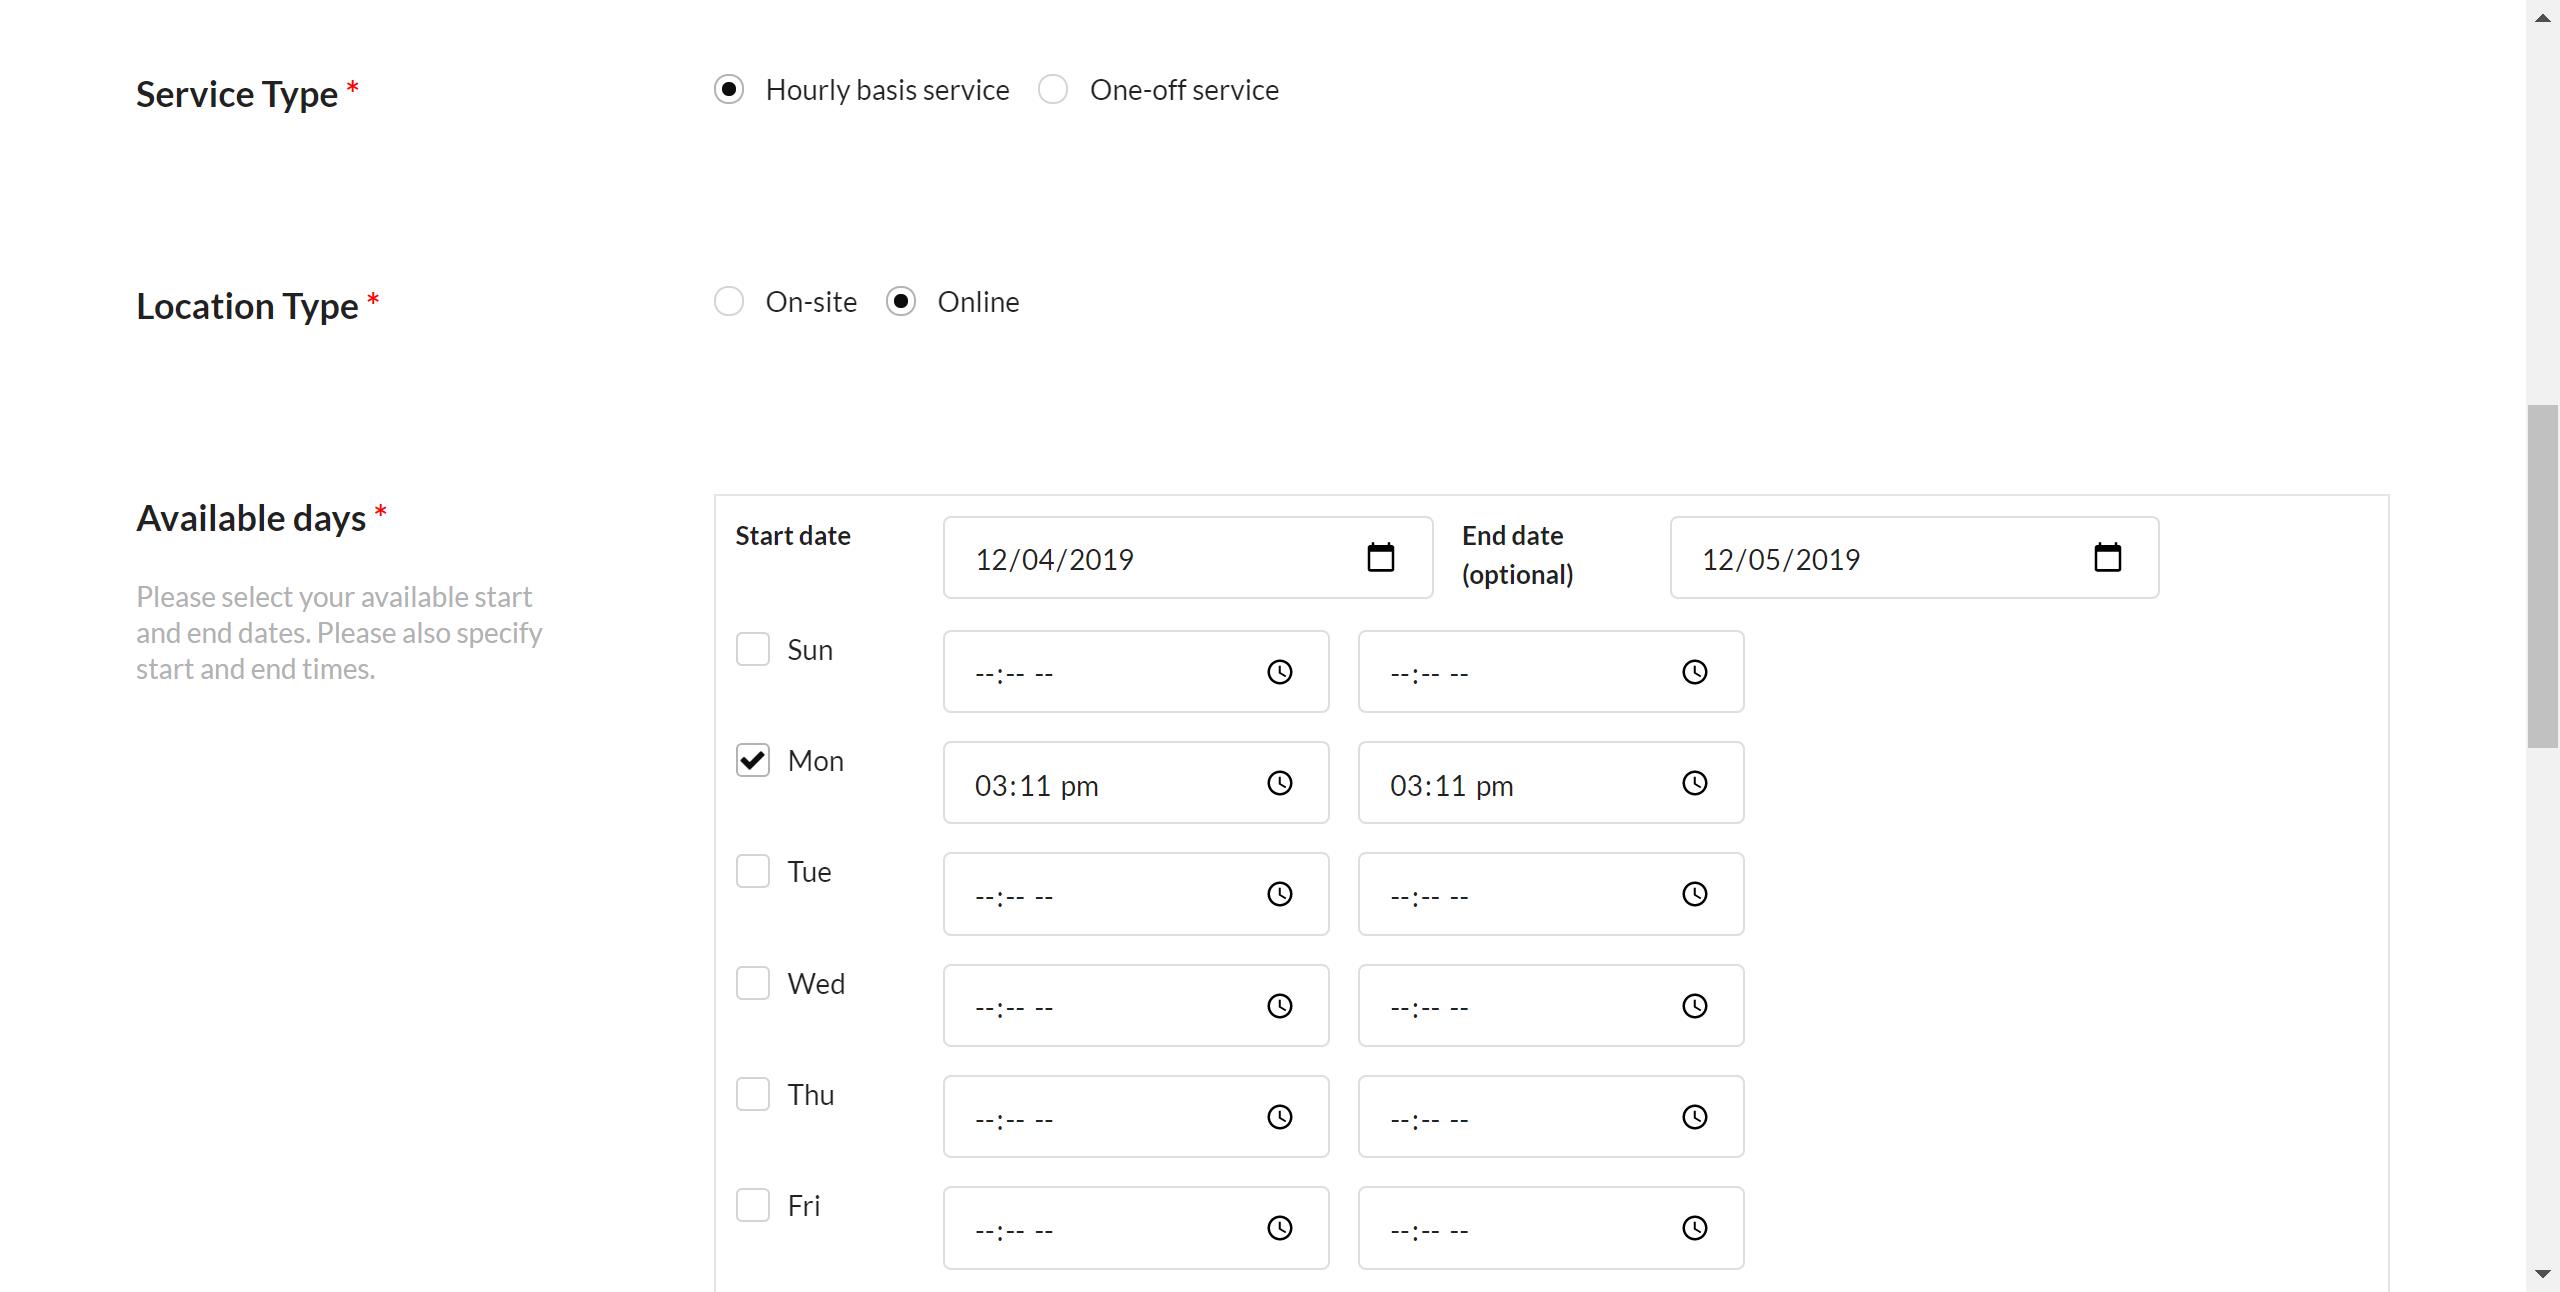 Service Type *
Hourly basis service One-off service
Location Type *
On-site Online
Available days *
Please select your available start
and end dates. Please also specify
start and end times.
Start date 12/04/2019 End date
(optional) 12/05/2019
Sun --:-- -- --:-- --
Mon 03:11 pm 03:11 pm
Tue --:-- -- --:-- --
Wed --:-- -- --:-- --
Thu --:-- -- --:-- --
Fri --:-- -- --:-- --